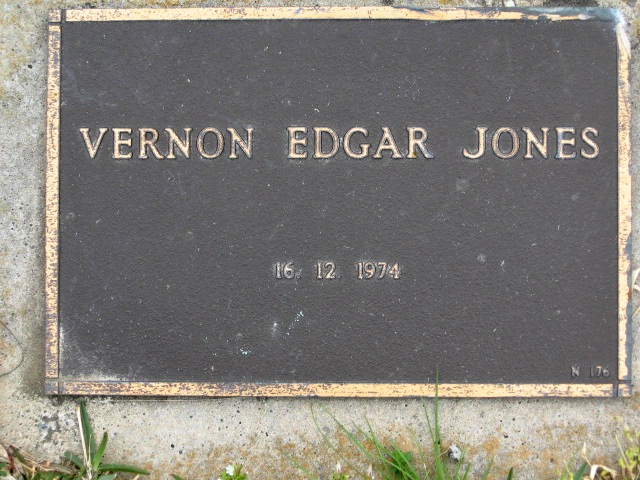 VERNON EDGAR JONES
16. 12. 1974
N 176